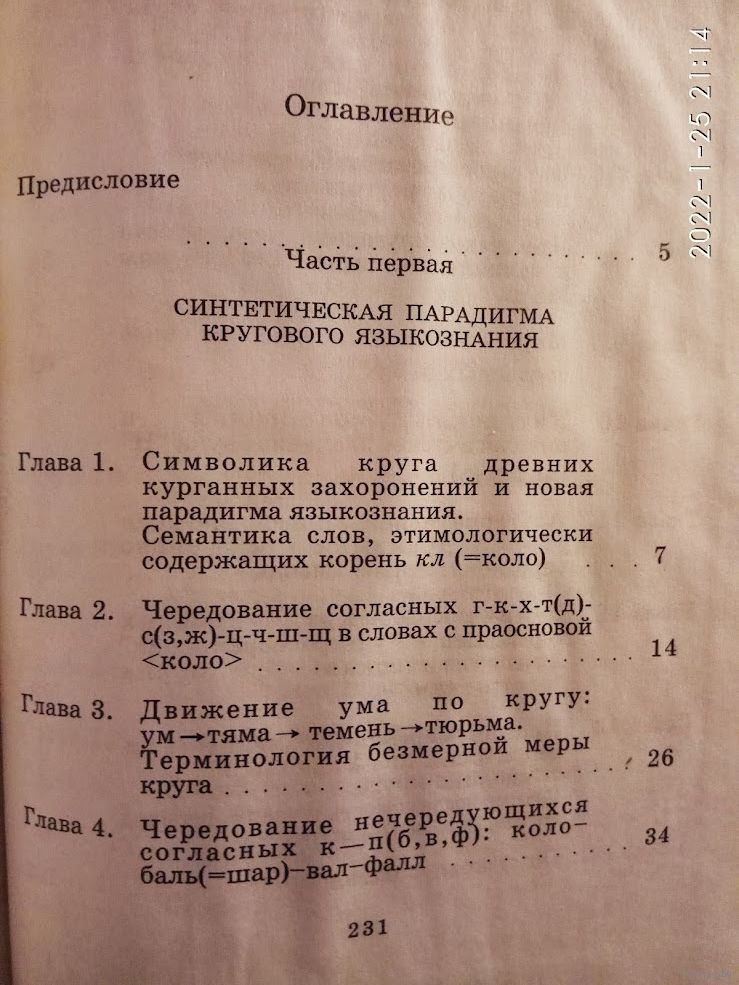 Оглавление
Предисловие
. . . . . . . . . . . . . . . . . . . . . . . . . . . . . . 5
Часть первая
СИНТЕТИЧЕСКАЯ ПАРАДИГМА
КРУГОВОГО ЯЗЫКОЗНАНИЯ
Глава 1. Символика круга древних
курганных захоронений и новая
парадигма языкознания.
Семантика слов, этимологически
содержащих корень кл (=коло) . . . 7
Глава 2. Чередование согласных г-к-х-т(д)-
с(з,ж)-ц-ч-ш-щ в словах с праосновой
<коло> . . . . . . . . . . . . . . . . . . . . . . 14
Глава 3. Движение ума по кругу:
ум→тяма→темень→тюрьма.
Терминология безмерной меры
круга . . . . . . . . . . . . . . . . . . . . . . . 26
Глава 4. Чередование нечередующихся
согласных к—п(б,в,ф): коло–
баль(=шар)–вал–фалл . . . . . . . . . . . 34
231
2022-1-25 21:14